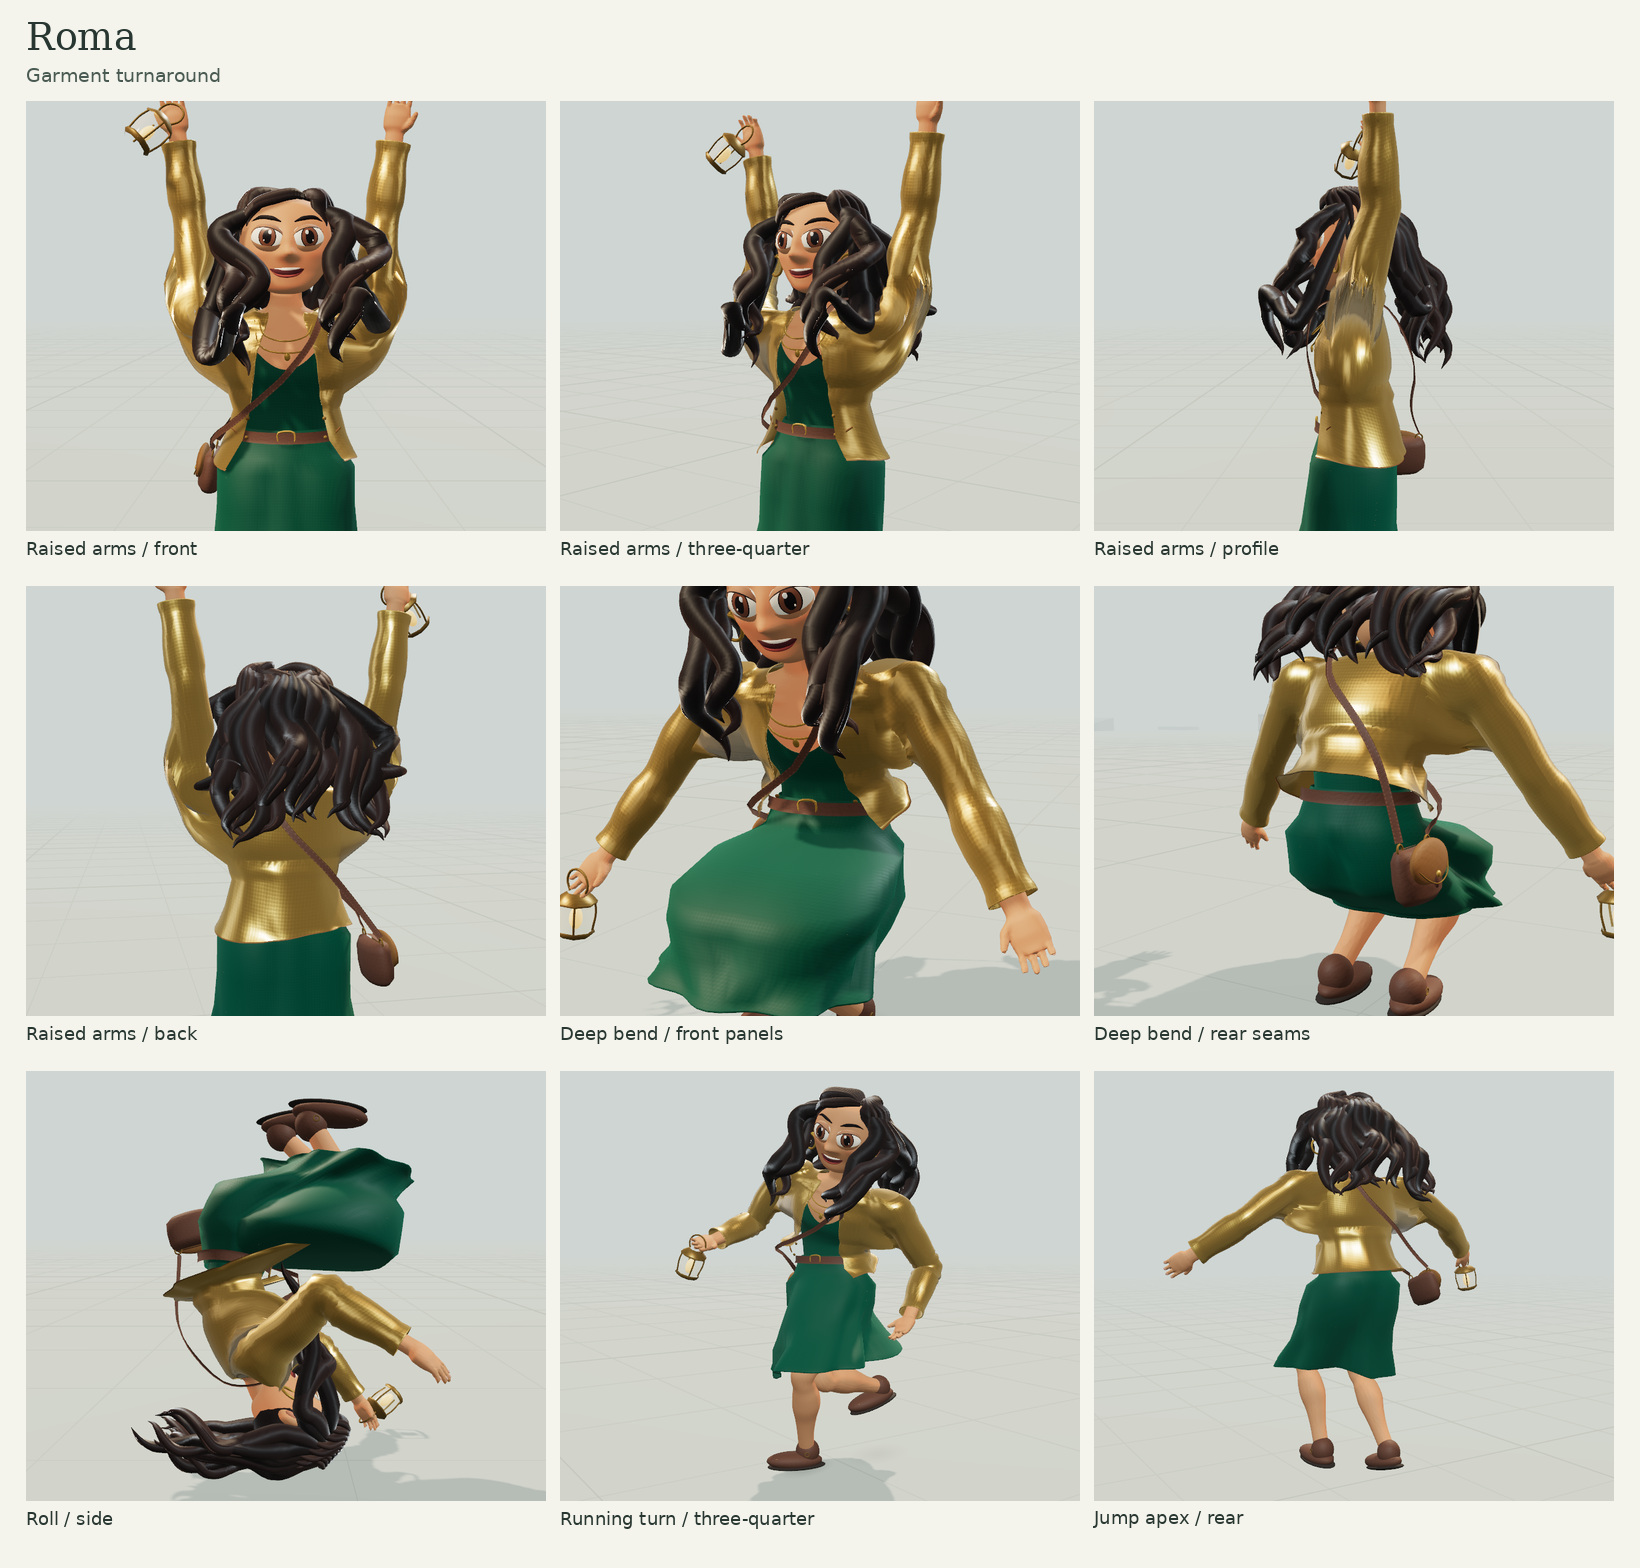 Roma
Garment turnaround
Raised arms / front
Raised arms / three-quarter
Raised arms / profile
Raised arms / back
Deep bend / front panels
Deep bend / rear seams
Roll / side
Running turn / three-quarter
Jump apex / rear